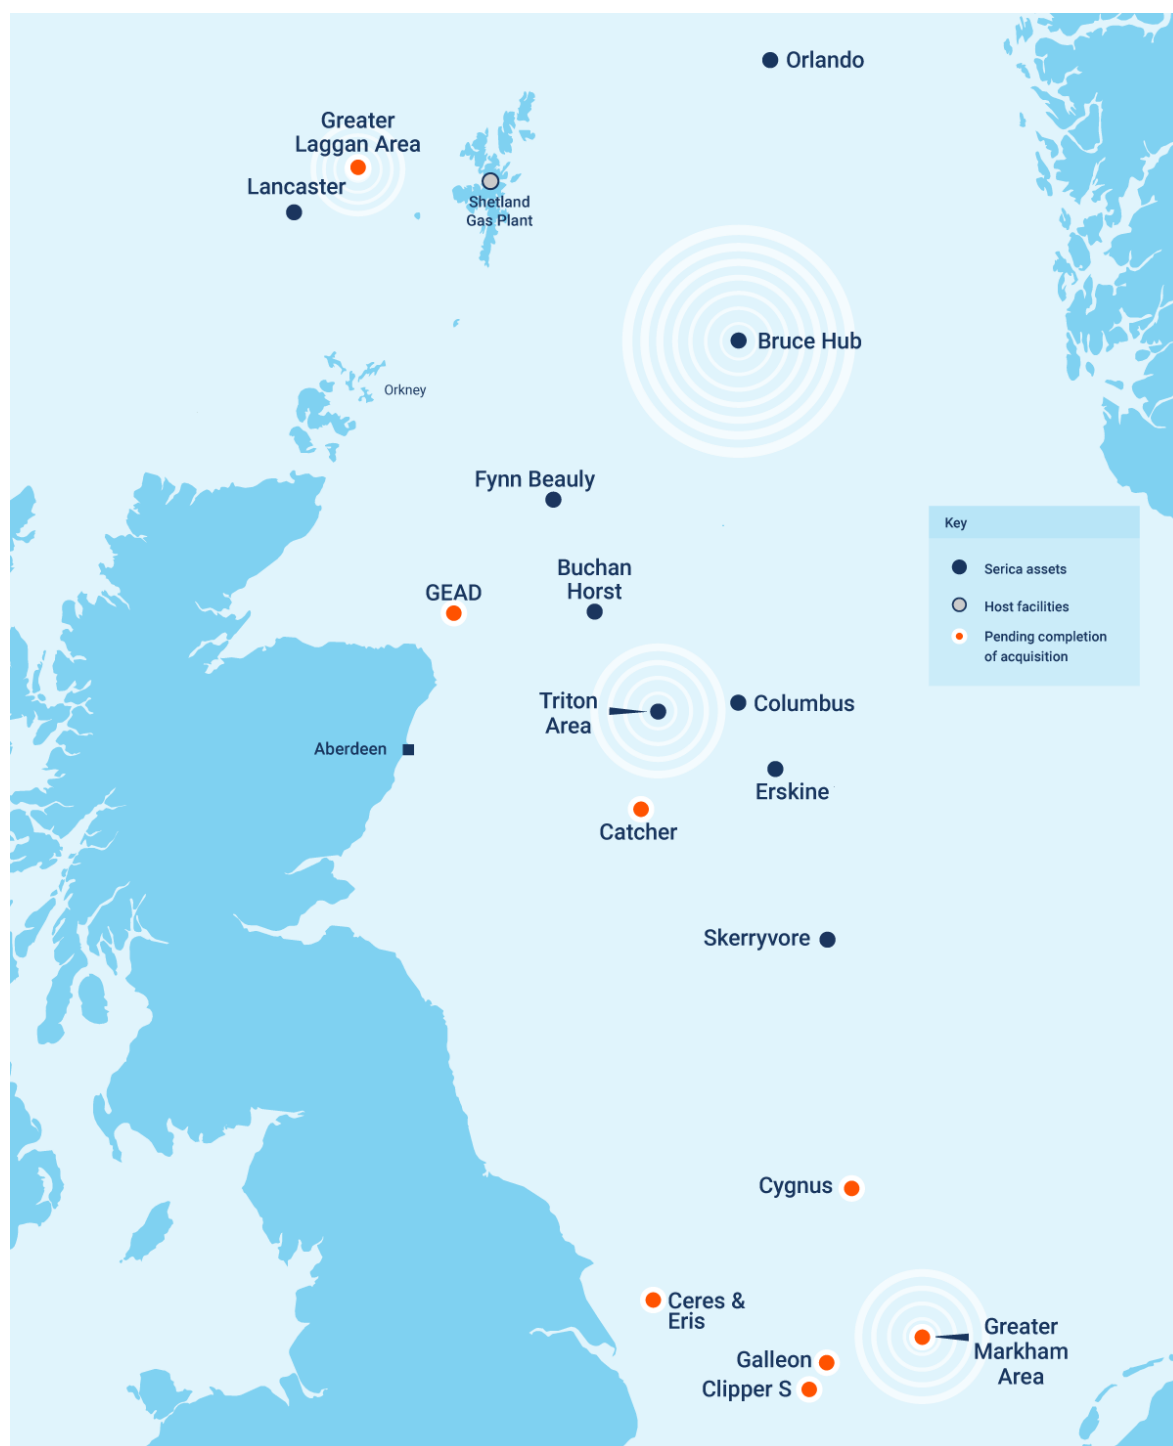 Orlando
Greater
Laggan Area
Lancaster
Shetland
Gas Plant
Bruce Hub
Orkney
Fynn Beauly
Key
Serica assets
Host facilities
Pending completion
of acquisition
Buchan
Horst
GEAD
Triton
Area
Columbus
Aberdeen
Erskine
Catcher
Skerryvore
Cygnus
Ceres &
Eris
Greater
Markham
Area
Galleon
Clipper S